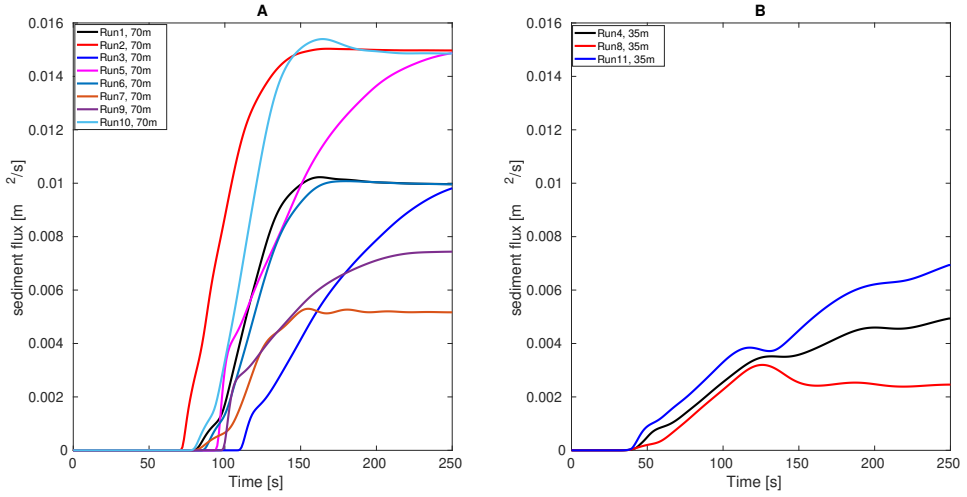 A
sediment flux [m 2/s]
0.016
0.014
0.012
0.01
0.008
0.006
0.004
0.002
0
Run1, 70m
Run2, 70m
Run3, 70m
Run5, 70m
Run6, 70m
Run7, 70m
Run9, 70m
Run10, 70m
0 50 100 150 200 250
Time [s]
B
sediment flux [m 2/s]
0.016
0.014
0.012
0.01
0.008
0.006
0.004
0.002
0
Run4, 35m
Run8, 35m
Run11, 35m
0 50 100 150 200 250
Time [s]